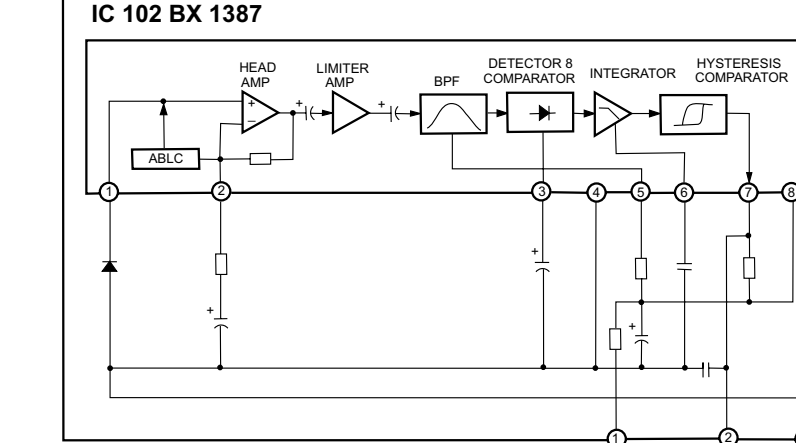 IC 102 BX 1387
HEAD
AMP
LIMITER
AMP
BPF
DETECTOR 8
COMPARATOR
INTEGRATOR
HYSTERESIS
COMPARATOR
+
−
+
+
ABLC
1
2
3
4
5
6
7
8
+
+
+
1
2